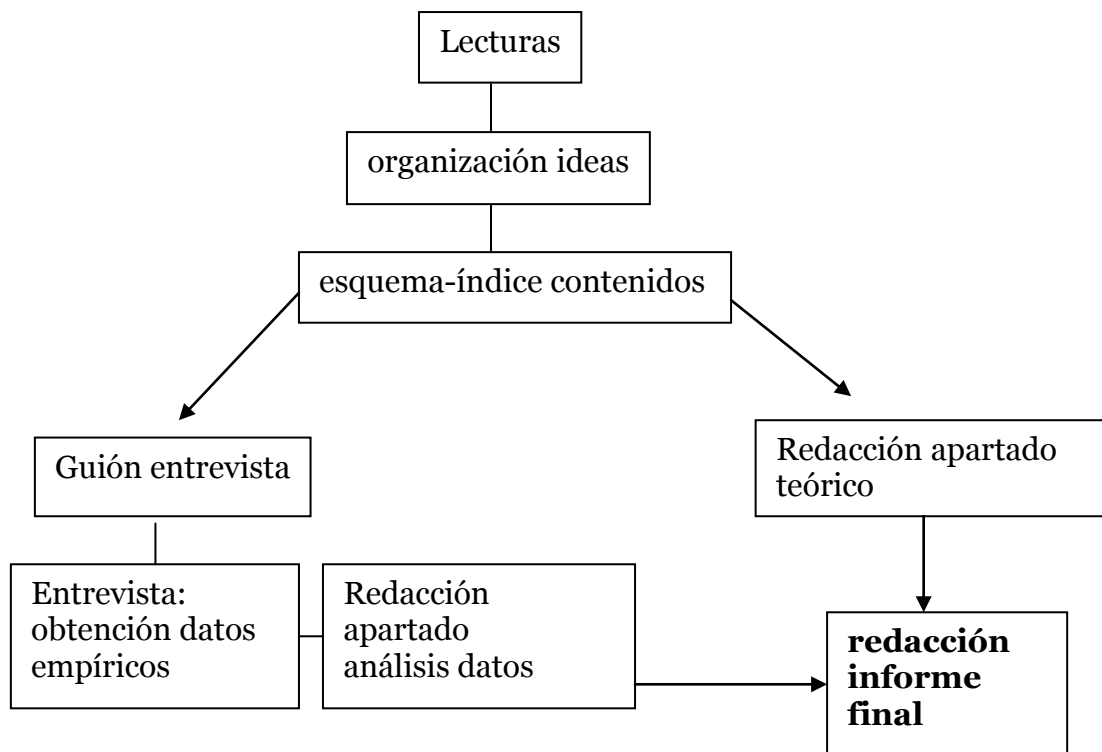 Lecturas
organización ideas
esquema-índice contenidos
Guión entrevista
Redacción apartado
teórico
Entrevista:
obtención datos
empíricos
Redacción
apartado
análisis datos
redacción
informe
final